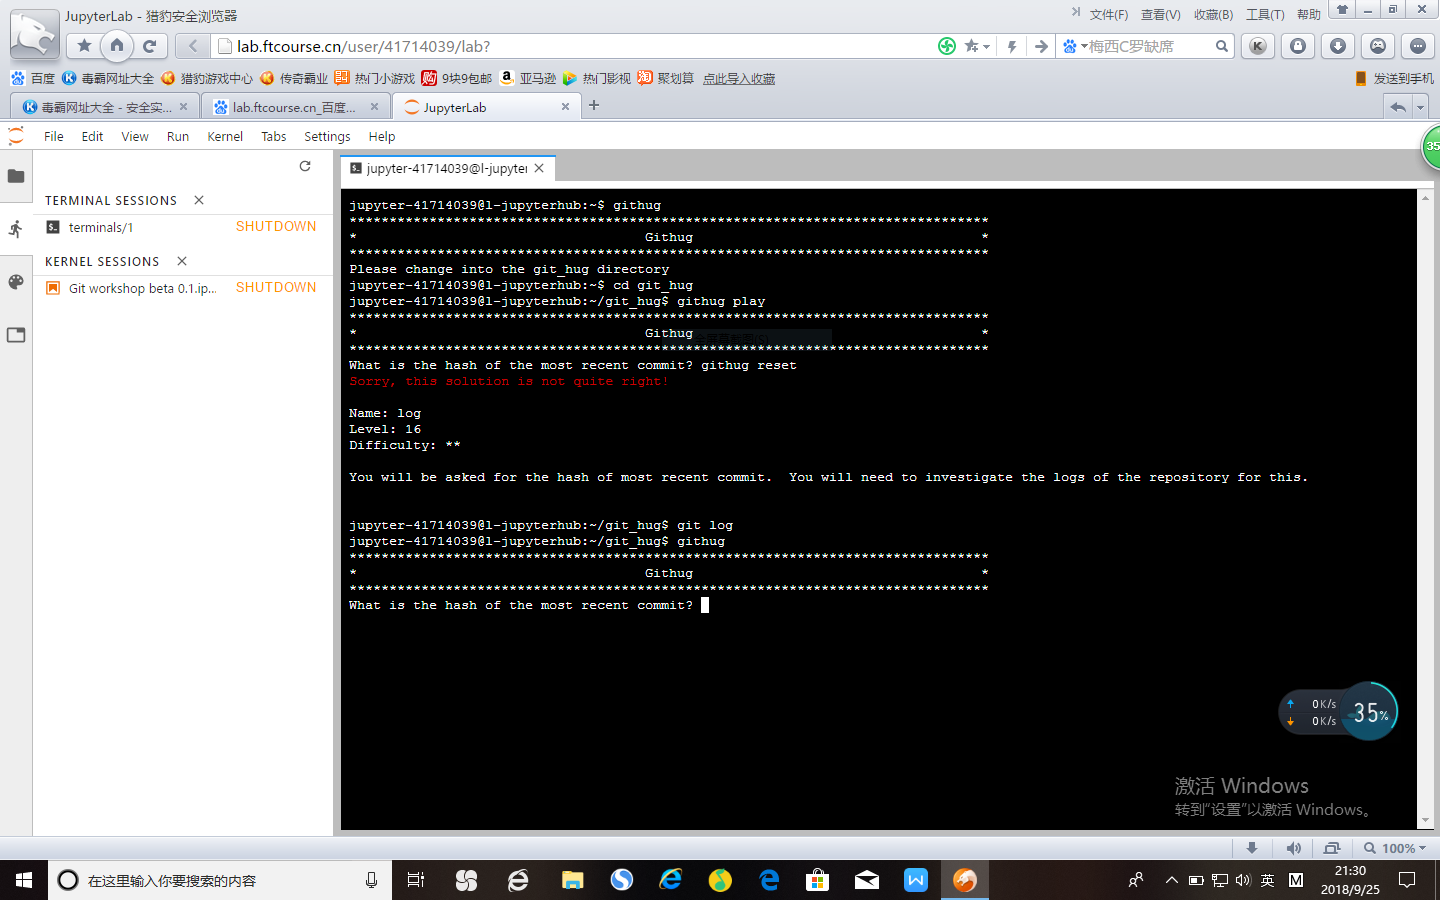 JupyterLab - 猎豹安全浏览器
文件(F) 查看(V) 收藏(B) 工具(T) 帮助
lab.ftcourse.cn/user/41714039/lab?
梅西C罗缺席
百度 毒霸网址大全 猎豹游戏中心 传奇霸业 热门小游戏 9块9包邮 亚马逊 热门影视 聚划算 点此导入收藏 发送到手机
毒霸网址大全 - 安全实... lab.ftcourse.cn_百度... JupyterLab
File Edit View Run Kernel Tabs Settings Help
35
jupyter-41714039@l-jupyter
TERMINAL SESSIONS
terminals/1 SHUTDOWN
KERNEL SESSIONS
Git workshop beta 0.1.ip... SHUTDOWN
jupyter-41714039@l-jupyterhub:~$ githug
********************************************************************************
* Githug *
********************************************************************************
Please change into the git_hug directory
jupyter-41714039@l-jupyterhub:~$ cd git_hug
jupyter-41714039@l-jupyterhub:~/git_hug$ githug play
********************************************************************************
* Githug *
********************************************************************************
What is the hash of the most recent commit? githug reset
Sorry, this solution is not quite right!
Name: log
Level: 16
Difficulty: **
You will be asked for the hash of most recent commit.  You will need to investigate the logs of the repository for this.
jupyter-41714039@l-jupyterhub:~/git_hug$ git log
jupyter-41714039@l-jupyterhub:~/git_hug$ githug
********************************************************************************
* Githug *
********************************************************************************
What is the hash of the most recent commit?
0K/s
0K/s
35%
激活 Windows
转到"设置"以激活 Windows。
100%
在这里输入你要搜索的内容
英 M
21:30
2018/9/25